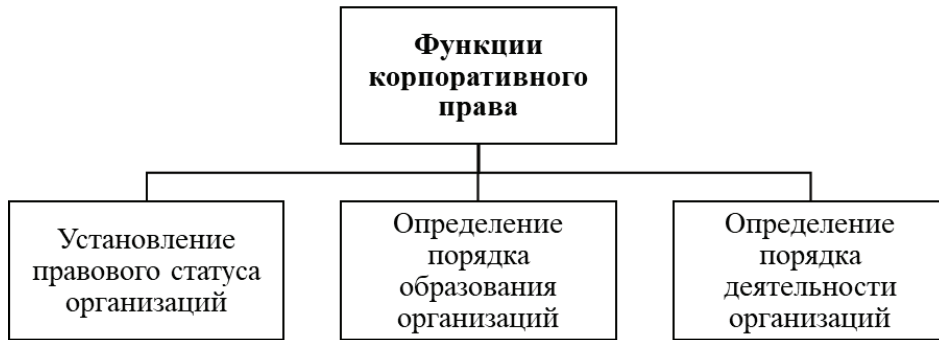 Функции
корпоративного
права
Установление
правового статуса
организаций
Определение
порядка
образования
организаций
Определение
порядка
деятельности
организаций